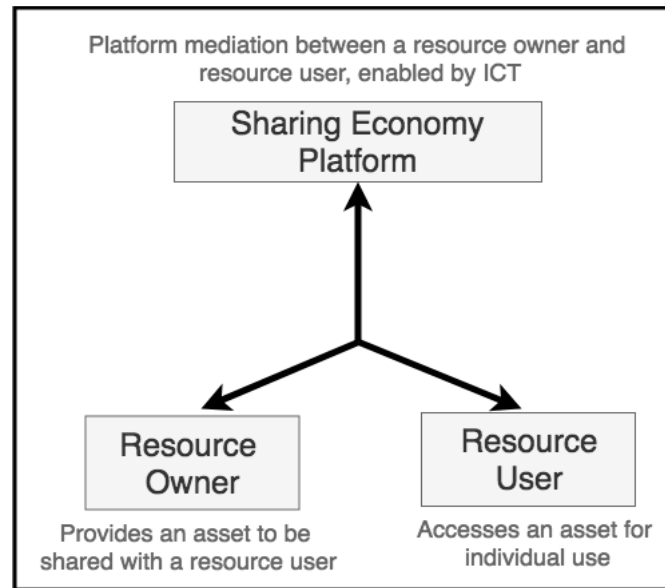 Platform mediation between a resource owner and
resource user, enabled by ICT
Sharing Economy
Platform
Resource
Owner
Provides an asset to be
shared with a resource user
Resource
User
Accesses an asset for
individual use